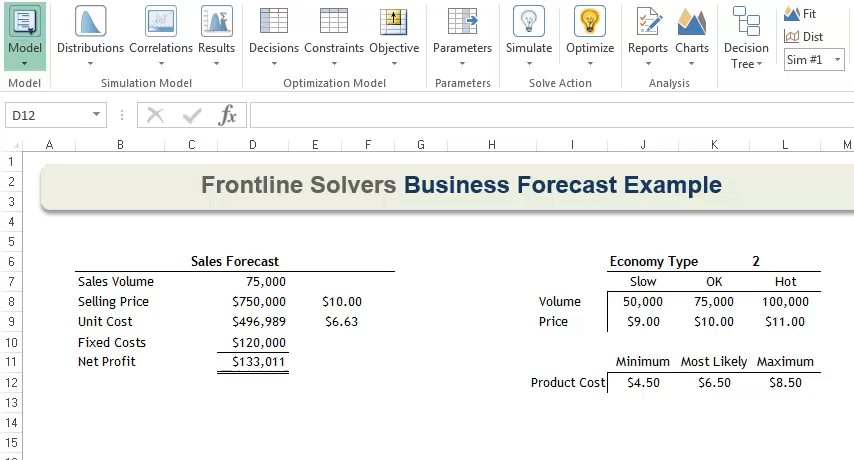 Model Distributions Correlations Results Decisions Constraints Objective Parameters Simulate Optimize Reports Charts Decision Tree Fit
Dist
Sim #1
Model Simulation Model Optimization Model Parameters Solve Action Analysis
D12 fx
A B C D E F G H I J K L M
1
2 Frontline Solvers Business Forecast Example
3
4
5
6 Sales Forecast Economy Type 2
7 Sales Volume 75,000 Slow OK Hot
8 Selling Price $750,000 $10.00 Volume 50,000 75,000 100,000
9 Unit Cost $496,989 $6.63 Price $9.00 $10.00 $11.00
10 Fixed Costs $120,000
11 Net Profit $133,011 Minimum Most Likely Maximum
12 Product Cost $4.50 $6.50 $8.50
13
14
15